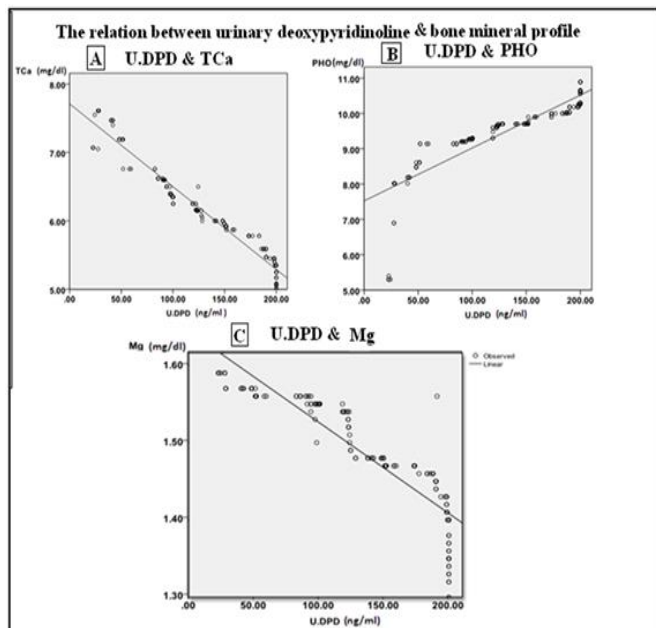 The relation between urinary deoxypyridinoline & bone mineral profile
A U.DPD & TCa
TCa (mg/dl)
8.00
7.00
6.00
5.00
.00 50.00 100.00 150.00 200.00
U.DPD (ng/ml)
B U.DPD & PHO
PHO(mg/dl)
11.00
10.00
9.00
8.00
7.00
6.00
5.00
.00 50.00 100.00 150.00 200.00
U.DPD (ng/ml)
C U.DPD & Mg
Mg (mg/dl)
Observed
Linear
1.60
1.50
1.40
1.30
.00 50.00 100.00 150.00 200.00
U.DPD (ng/ml)